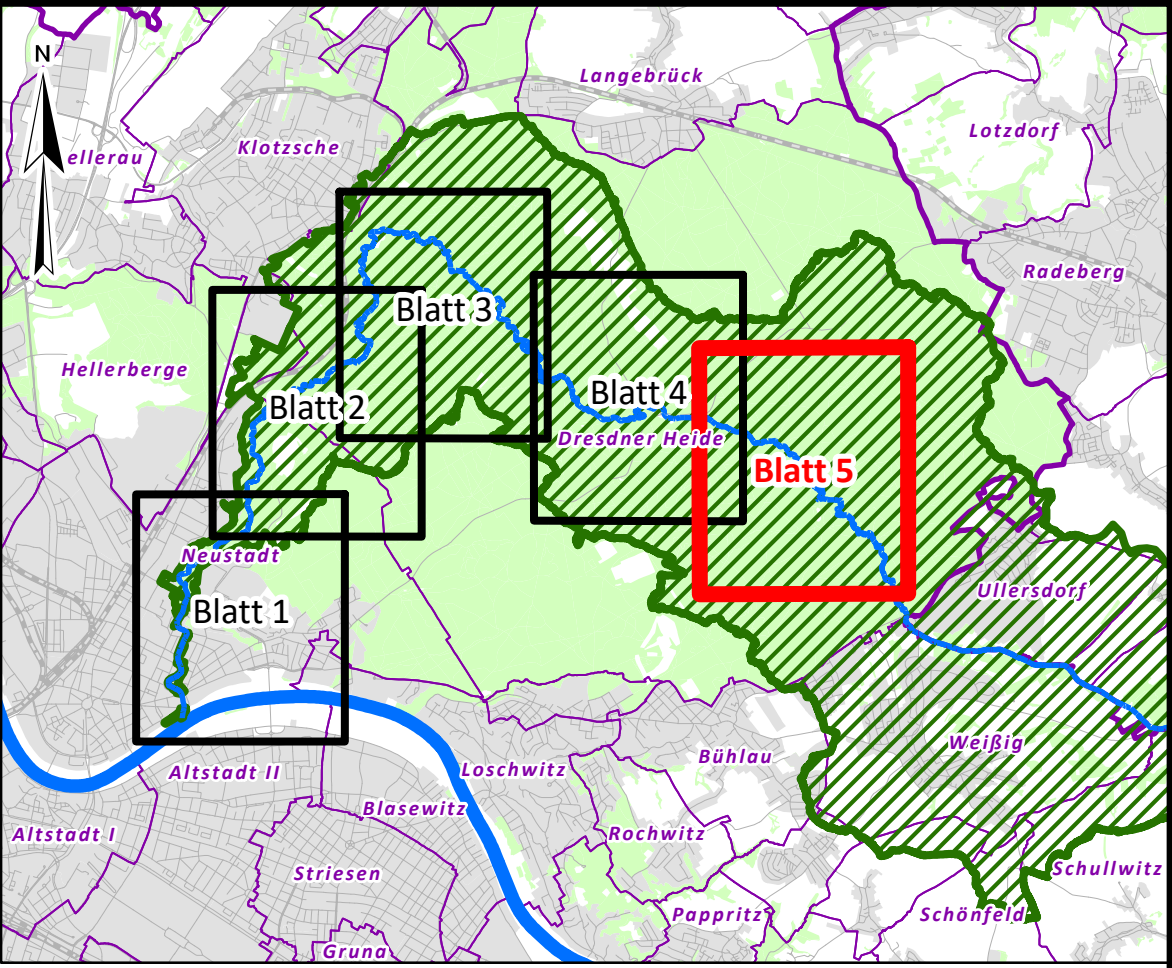 N
Langebrück
Lotzdorf
Klotzsche
ellerau
Radeberg
Blatt 3
Hellerberge
Blatt 4
Blatt 2
Dresdner Heide
Blatt 5
Neustadt
Ullersdorf
Blatt 1
Weißig
Bühlau
Loschwitz
Altstadt II
Blasewitz
Altstadt I
Rochwitz
Striesen
Schullwitz
Pappritz
Schönfeld
Gruna